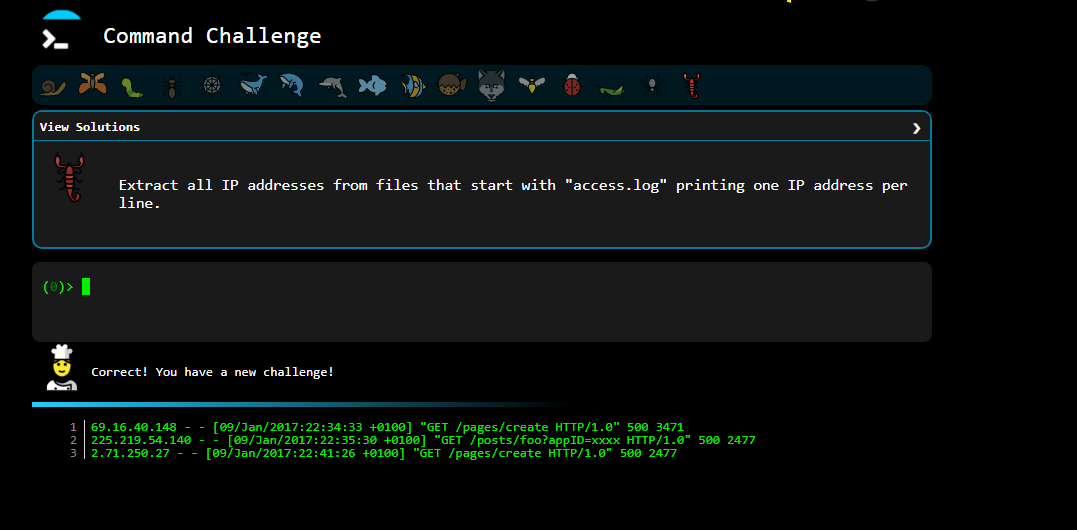 Command Challenge
View Solutions
Extract all IP addresses from files that start with "access.log" printing one IP address per
line.
(0)>
Correct! You have a new challenge!
1 69.16.40.148 - - [09/Jan/2017:22:34:33 +0100] "GET /pages/create HTTP/1.0" 500 3471
2 225.219.54.140 - - [09/Jan/2017:22:35:30 +0100] "GET /posts/foo?appID=xxxx HTTP/1.0" 500 2477
3 2.71.250.27 - - [09/Jan/2017:22:41:26 +0100] "GET /pages/create HTTP/1.0" 500 2477